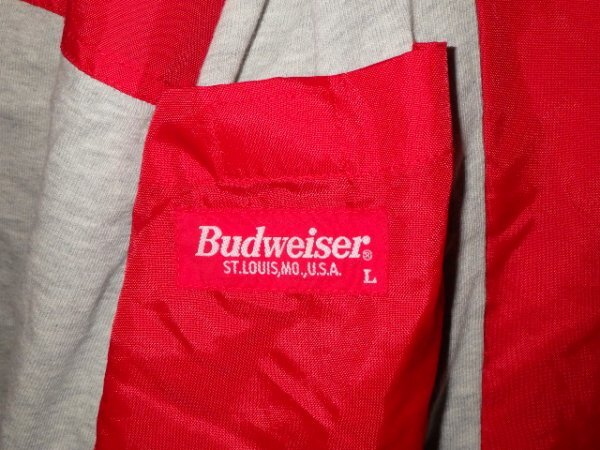 Budweiser®
ST. LOUIS, MO., U.S.A.
L